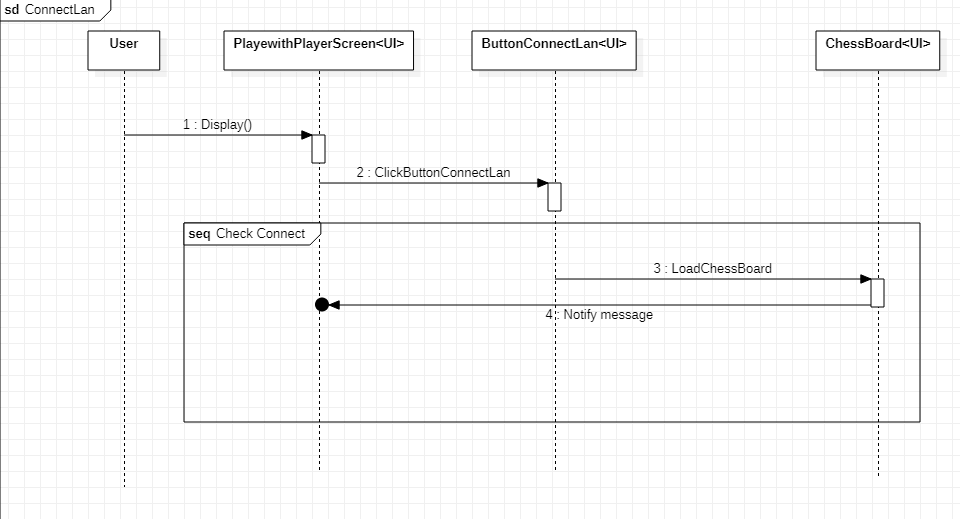 sd ConnectLan
User
PlayewithPlayerScreen<UI>
ButtonConnectLan<UI>
ChessBoard<UI>
1 : Display()
2 : ClickButtonConnectLan
seq Check Connect
3 : LoadChessBoard
4 : Notify message